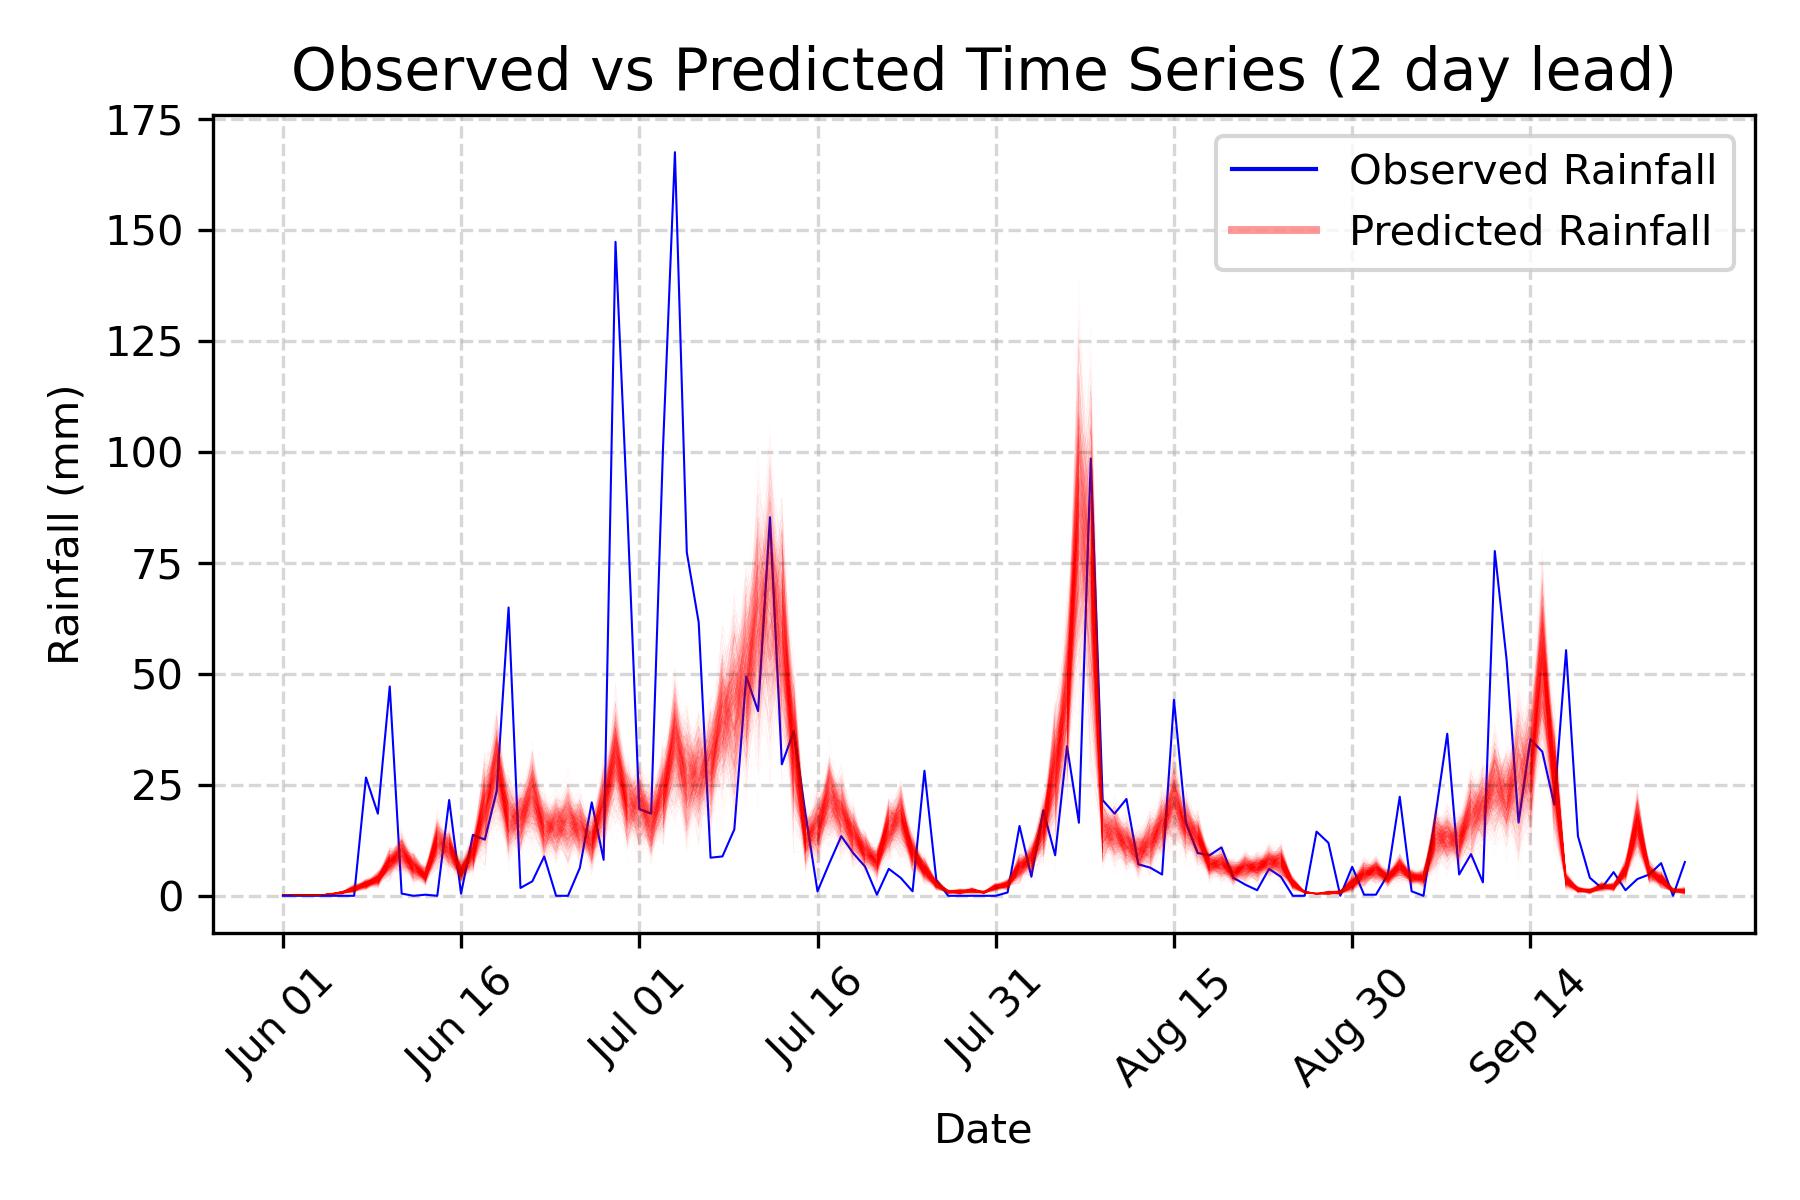 Observed vs Predicted Time Series (2 day lead)
Observed Rainfall
Predicted Rainfall
Rainfall (mm)
175
150
125
100
75
50
25
0
Jun 01
Jun 16
Jul 01
Jul 16
Jul 31
Aug 15
Aug 30
Sep 14
Date